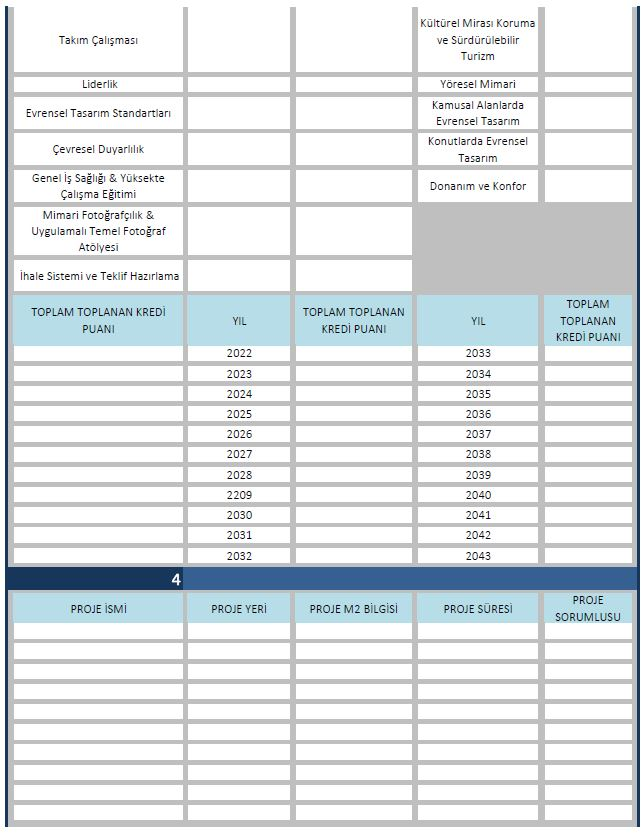 Takım Çalışması
Kültürel Mirası Koruma
ve Sürdürülebilir
Turizm
Liderlik
Yöresel Mimari
Evrensel Tasarım Standartları
Kamusal Alanlarda
Evrensel Tasarım
Çevresel Duyarlılık
Konutlarda Evrensel
Tasarım
Genel İş Sağlığı & Yüksekte
Çalışma Eğitimi
Donanım ve Konfor
Mimari Fotoğrafçılık &
Uygulamalı Temel Fotoğraf
Atölyesi
İhale Sistemi ve Teklif Hazırlama
TOPLAM TOPLANAN KREDİ
PUANI
YIL
TOPLAM TOPLANAN
KREDİ PUANI
YIL
TOPLAM
TOPLANAN
KREDİ PUANI
2022 2033
2023 2034
2024 2035
2025 2036
2026 2037
2027 2038
2028 2039
2209 2040
2030 2041
2031 2042
2032 2043
4
PROJE İSMİ
PROJE YERİ
PROJE M2 BİLGİSİ
PROJE SÜRESİ
PROJE
SORUMLUSU